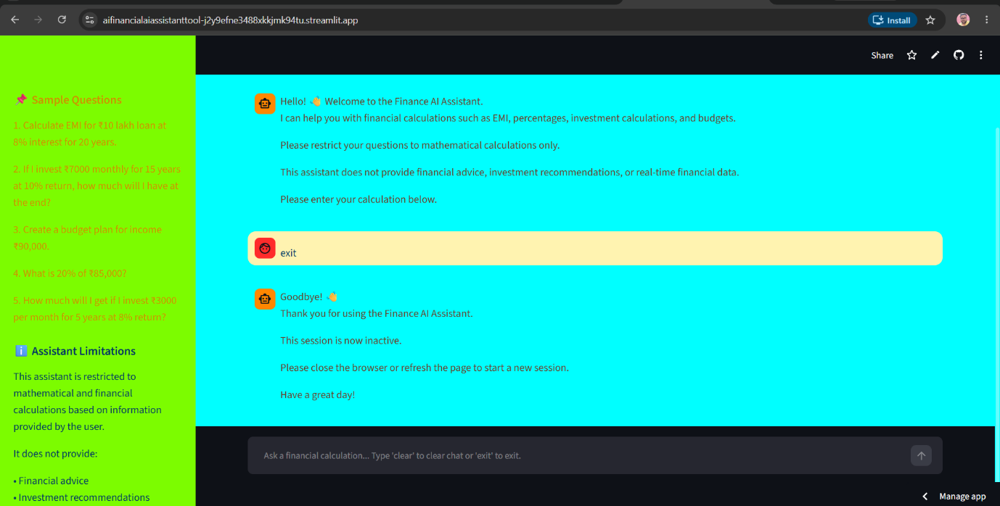 aifinancialaiassistanttool-j2y9efne3488xkkjmk94tu.streamlit.app
Install
Share
📌 Sample Questions
1. Calculate EMI for ₹10 lakh loan at
8% interest for 20 years.
2. If I invest ₹7000 monthly for 15 years
at 10% return, how much will I have at
the end?
3. Create a budget plan for income
₹90,000.
4. What is 20% of ₹85,000?
5. How much will I get if I invest ₹3000
per month for 5 years at 8% return?
ℹ️ Assistant Limitations
This assistant is restricted to
mathematical and financial
calculations based on information
provided by the user.
It does not provide:
• Financial advice
• Investment recommendations
Hello! 👋 Welcome to the Finance AI Assistant.
I can help you with financial calculations such as EMI, percentages, investment calculations, and budgets.
Please restrict your questions to mathematical calculations only.
This assistant does not provide financial advice, investment recommendations, or real-time financial data.
Please enter your calculation below.
exit
Goodbye! 👋
Thank you for using the Finance AI Assistant.
This session is now inactive.
Please close the browser or refresh the page to start a new session.
Have a great day!
Ask a financial calculation... Type 'clear' to clear chat or 'exit' to exit.
Manage app